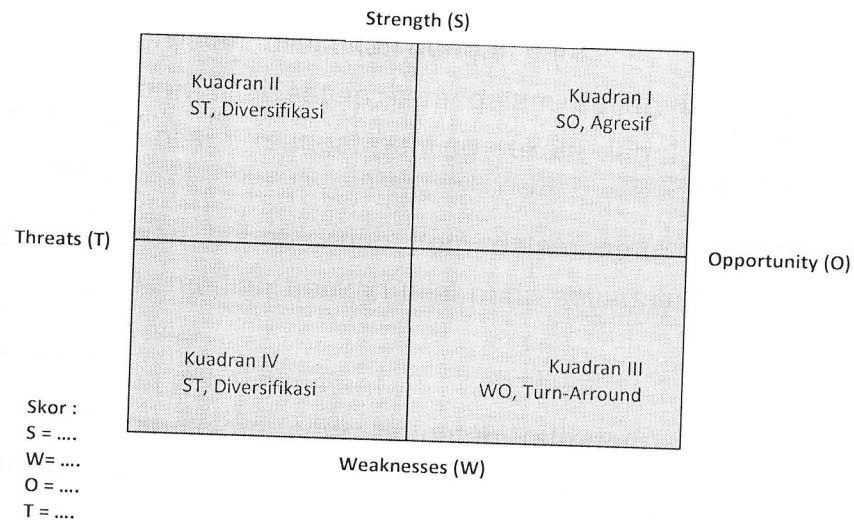 Strength (S)
Kuadran II
ST, Diversifikasi
Kuadran I
SO, Agresif
Threats (T)
Opportunity (O)
Kuadran IV
ST, Diversifikasi
Kuadran III
WO, Turn-Arround
Skor :
S = ....
W= ....
O = ....
T = ....
Weaknesses (W)